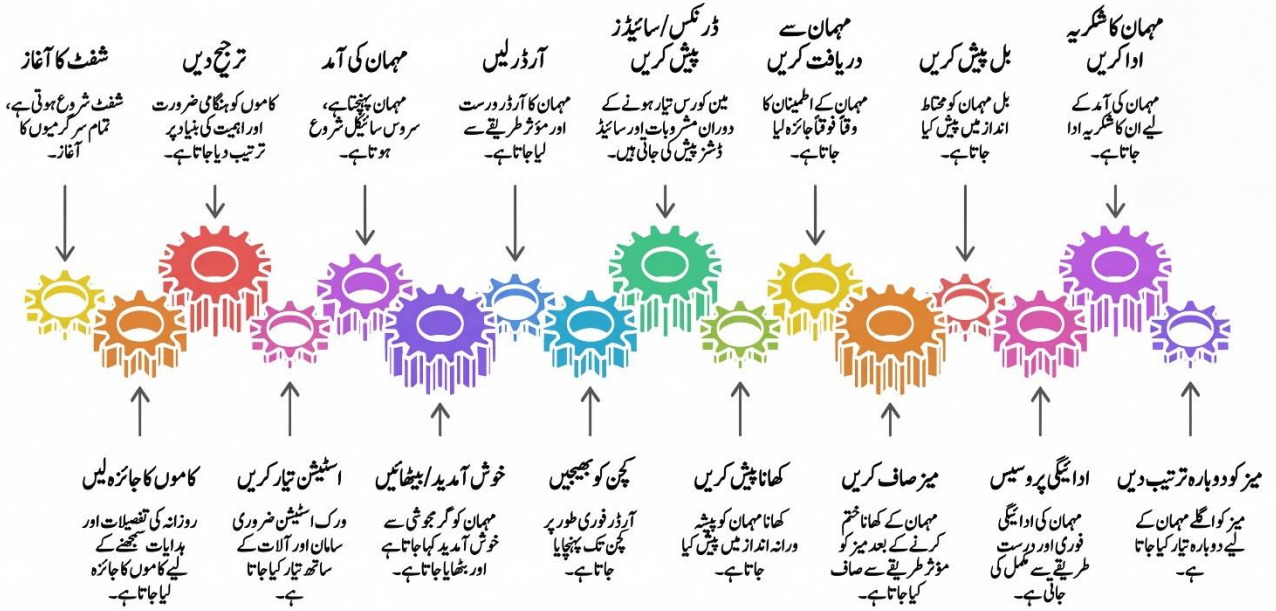 شفٹ کا آغاز
شفٹ شروع ہوتی ہے،
تمام سرگرمیوں کا
آغاز۔
کاموں کا جائزہ لیں
روزانہ کی تفصیلات اور
ہدایات سمجھنے کے
لیے کاموں کا جائزہ
لیا جاتا ہے۔
ترجیح دیں
کاموں کو ہنگامی ضرورت
اور اہمیت کی بنیاد پر
ترتیب دیا جاتا ہے۔
اسٹیشن تیار کریں
ورک اسٹیشن ضروری
سامان اور آلات کے
ساتھ تیار کیا جاتا
ہے
مہمان کی آمد
مہمان پہنچتا ہے،
سروس سائیکل شروع
ہوتا ہے۔
خوش آمدید/بیٹھائیں
مہمان کو گرمجوشی سے
خوش آمدید کہا جاتا ہے
اور بٹھایا جاتا ہے۔
آرڈر لیں
مہمان کا آرڈر درست
اور مؤثر طریقے سے
لیا جاتا ہے۔
کچن کو بھیجیں
آرڈر فوری طور پر
کچن تک پہنچایا
جاتا ہے۔
ڈرنکس/سائیڈز
پیش کریں
مین کورس تیار ہونے کے
دوران مشروبات اور سائیڈ
ڈشز پیش کی جاتی ہیں۔
کھانا پیش کریں
کھانا مہمان کو پیشہ
ورانہ انداز میں پیش کیا
جاتا ہے۔
مہمان سے
دریافت کریں
مہمان کے اطمینان کا
وقتاً فوقتاً جائزہ لیا
جاتا ہے۔
میز صاف کریں
مہمان کے کھانا ختم
کرنے کے بعد میز کو
مؤثر طریقے سے صاف
کیا جاتا ہے۔
بل پیش کریں
بل مہمان کو محتاط
انداز میں پیش کیا
جاتا ہے۔
ادائیگی پروسیس
مہمان کی ادائیگی
فوری اور درست
طریقے سے مکمل کی
جاتی ہے۔
مہمان کا شکریہ
ادا کریں
مہمان کی آمد کے
لیے ان کا شکریہ ادا
جاتا ہے۔
میز کو دوبارہ ترتیب دیں
میز کو اگلے مہمان کے
لیے دوبارہ تیار کیا جاتا
ہے۔